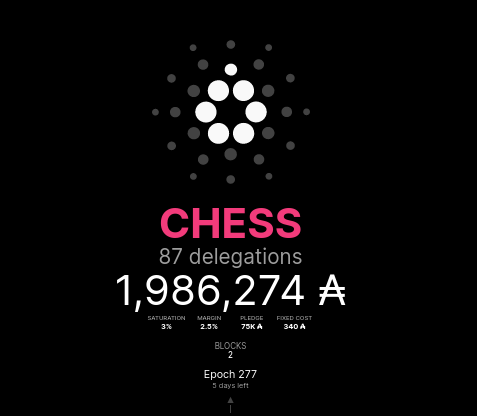 CHESS
87 delegations
1,986,274 ₳
SATURATION MARGIN PLEDGE FIXED COST
3% 2.5% 75K ₳ 340 ₳
BLOCKS
2
Epoch 277
5 days left